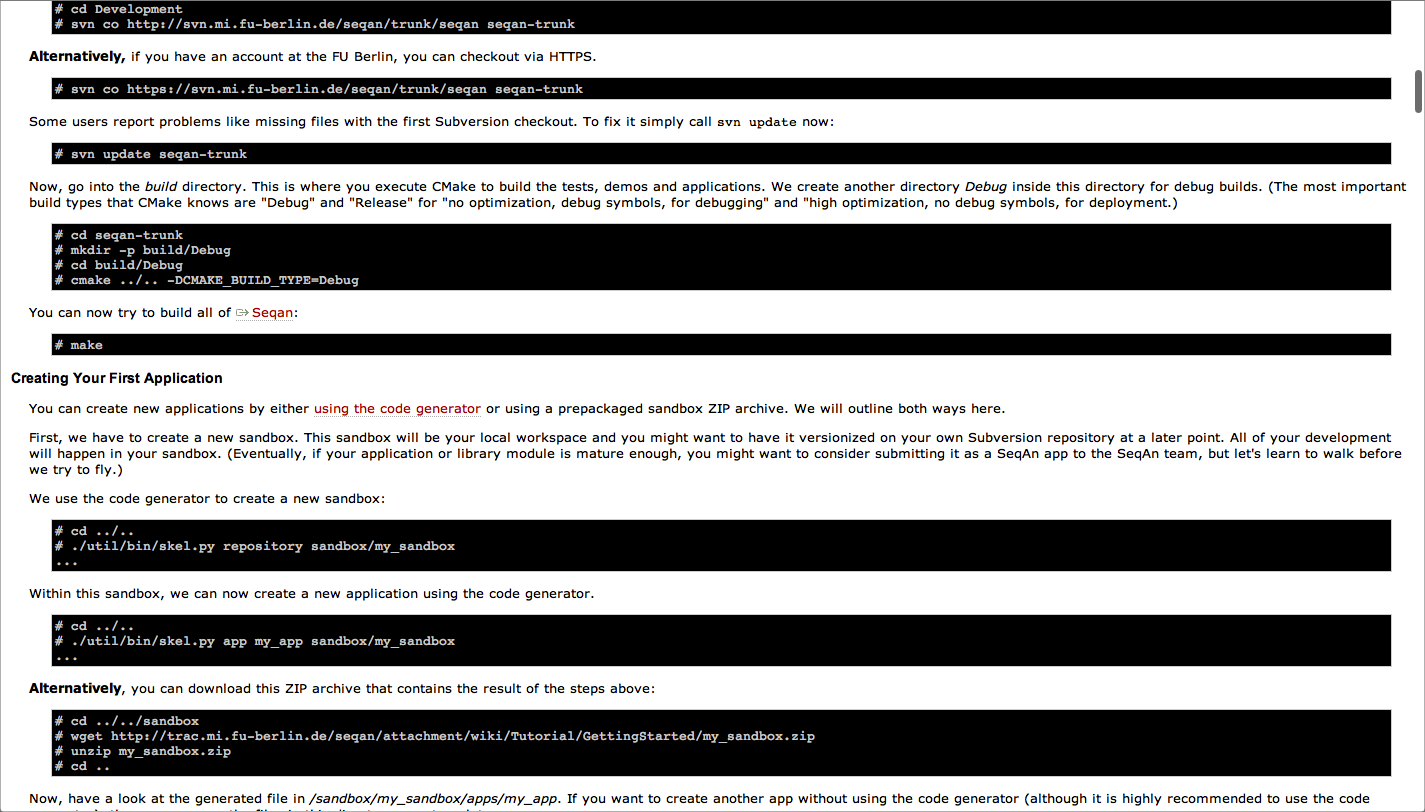 # cd Development
# svn co http://svn.mi.fu-berlin.de/seqan/trunk/seqan seqan-trunk
Alternatively, if you have an account at the FU Berlin, you can checkout via HTTPS.
# svn co https://svn.mi.fu-berlin.de/seqan/trunk/seqan seqan-trunk
Some users report problems like missing files with the first Subversion checkout. To fix it simply call svn update now:
# svn update seqan-trunk
Now, go into the build directory. This is where you execute CMake to build the tests, demos and applications. We create another directory Debug inside this directory for debug builds. (The most important
build types that CMake knows are "Debug" and "Release" for "no optimization, debug symbols, for debugging" and "high optimization, no debug symbols, for deployment.)
# cd seqan-trunk
# mkdir -p build/Debug
# cd build/Debug
# cmake ../.. -DCMAKE_BUILD_TYPE=Debug
You can now try to build all of Seqan:
# make
Creating Your First Application
You can create new applications by either using the code generator or using a prepackaged sandbox ZIP archive. We will outline both ways here.
First, we have to create a new sandbox. This sandbox will be your local workspace and you might want to have it versionized on your own Subversion repository at a later point. All of your development
will happen in your sandbox. (Eventually, if your application or library module is mature enough, you might want to consider submitting it as a SeqAn app to the SeqAn team, but let's learn to walk before
we try to fly.)
We use the code generator to create a new sandbox:
# cd ../..
# ./util/bin/skel.py repository sandbox/my_sandbox
...
Within this sandbox, we can now create a new application using the code generator.
# cd ../..
# ./util/bin/skel.py app my_app sandbox/my_sandbox
...
Alternatively, you can download this ZIP archive that contains the result of the steps above:
# cd ../../sandbox
# wget http://trac.mi.fu-berlin.de/seqan/attachment/wiki/Tutorial/GettingStarted/my_sandbox.zip
# unzip my_sandbox.zip
# cd ..
Now, have a look at the generated file in /sandbox/my_sandbox/apps/my_app. If you want to create another app without using the code generator (although it is highly recommended to use the code